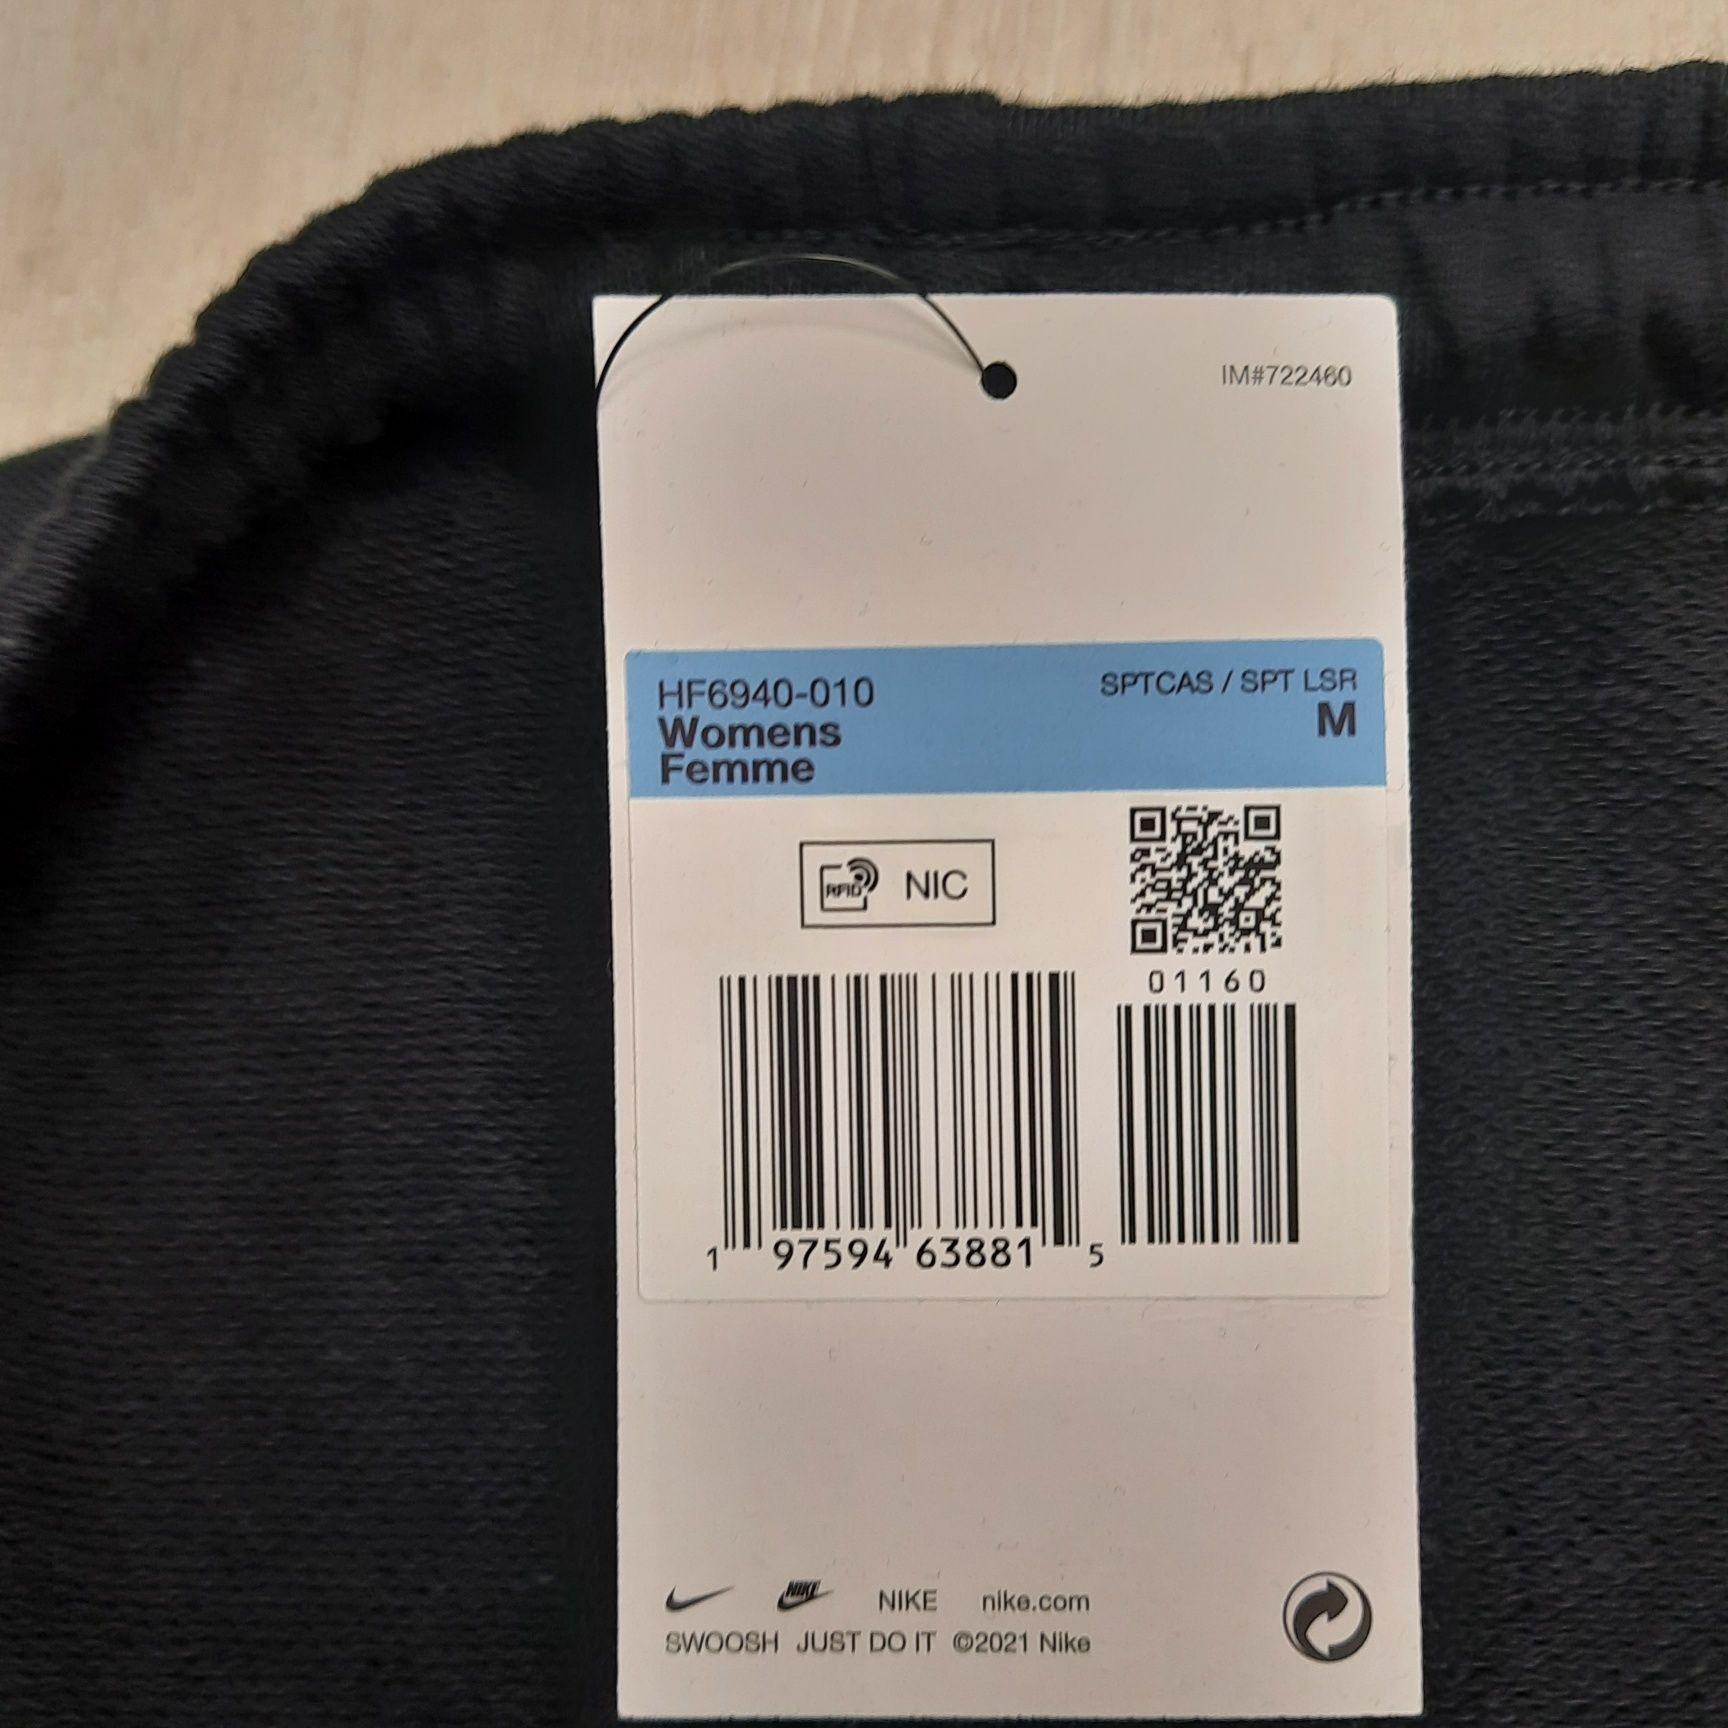 IM#722460
HF6940-010
SPTCAS / SPT LSR
Womens
M
Femme
RFID NIC
01160
1 97594 63881 5
NIKE NIKE nike.com
SWOOSH JUST DO IT ©2021 Nike